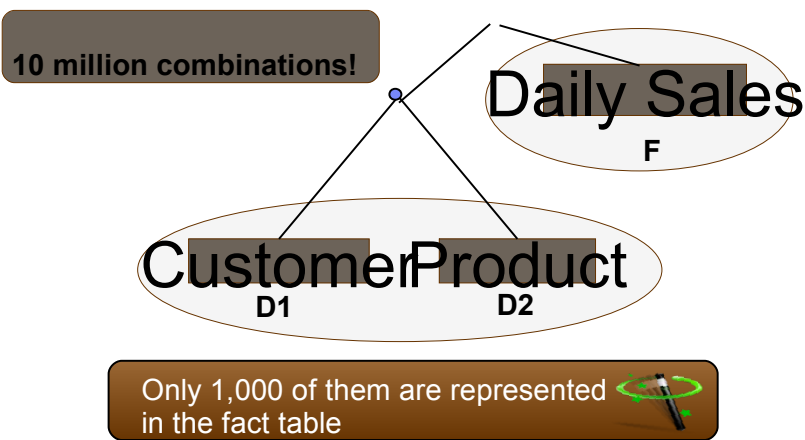 10 million combinations!
Daily Sales
F
Customer Product
D1 D2
Only 1,000 of them are represented
in the fact table